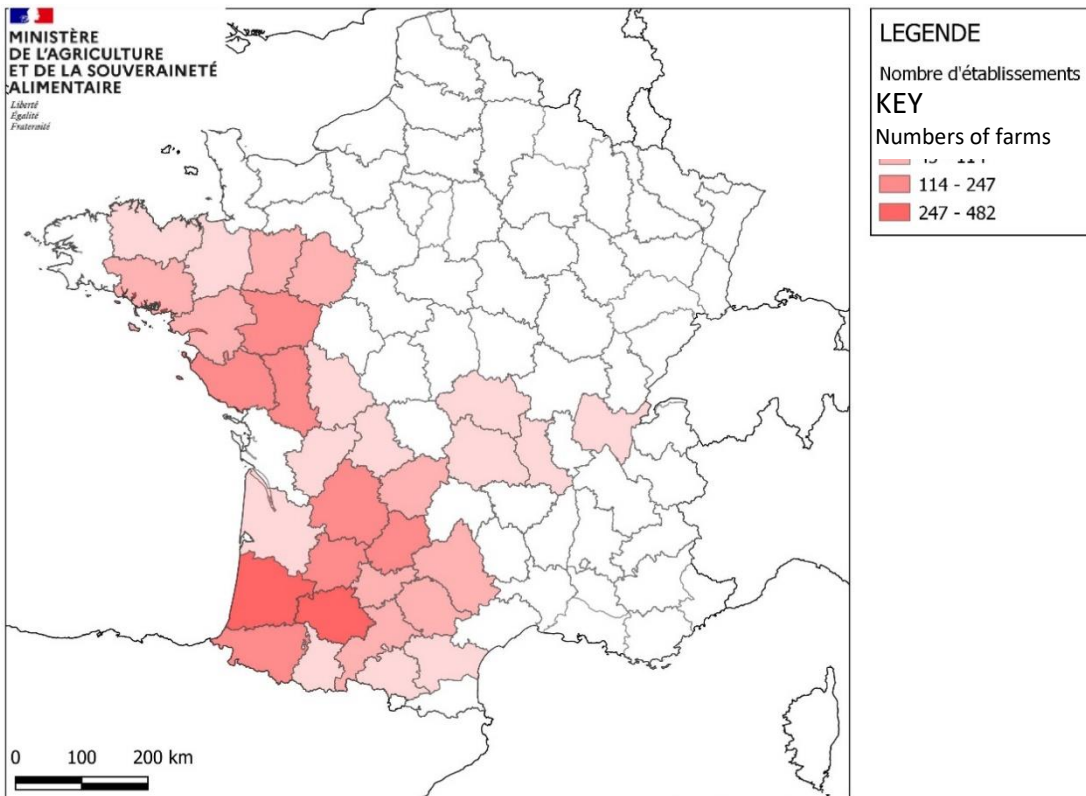 MINISTÈRE
DE L'AGRICULTURE
ET DE LA SOUVERAINETÉ
ALIMENTAIRE
Liberté
Égalité
Fraternité
LEGENDE
Nombre d'établissements
KEY
Numbers of farms
114 - 247
247 - 482
0 100 200 km